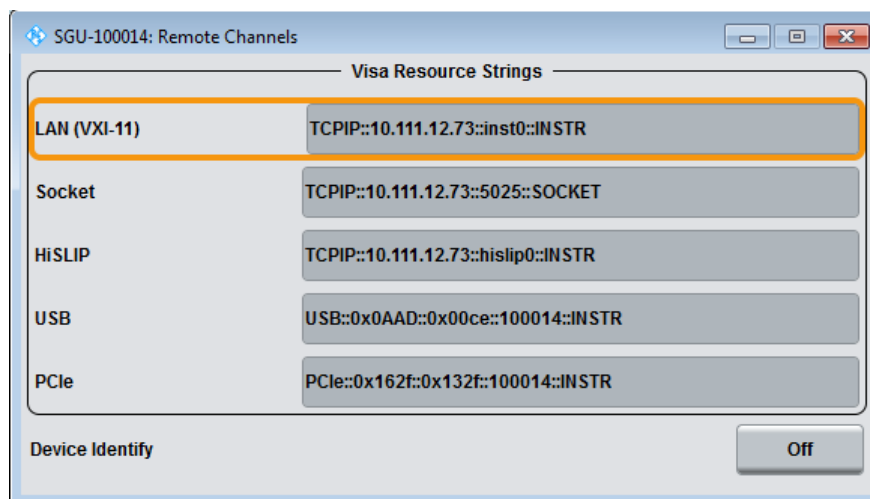 SGU-100014: Remote Channels
Visa Resource Strings
LAN (VXI-11) TCPIP::10.111.12.73::inst0::INSTR
Socket TCPIP::10.111.12.73::5025::SOCKET
HiSLIP TCPIP::10.111.12.73::hislip0::INSTR
USB USB::0x0AAD::0x00ce::100014::INSTR
PCIe PCIe::0x162f::0x132f::100014::INSTR
Device Identify Off